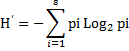 H′ = −∑_{i=1}^{s} pi Log₂ pi